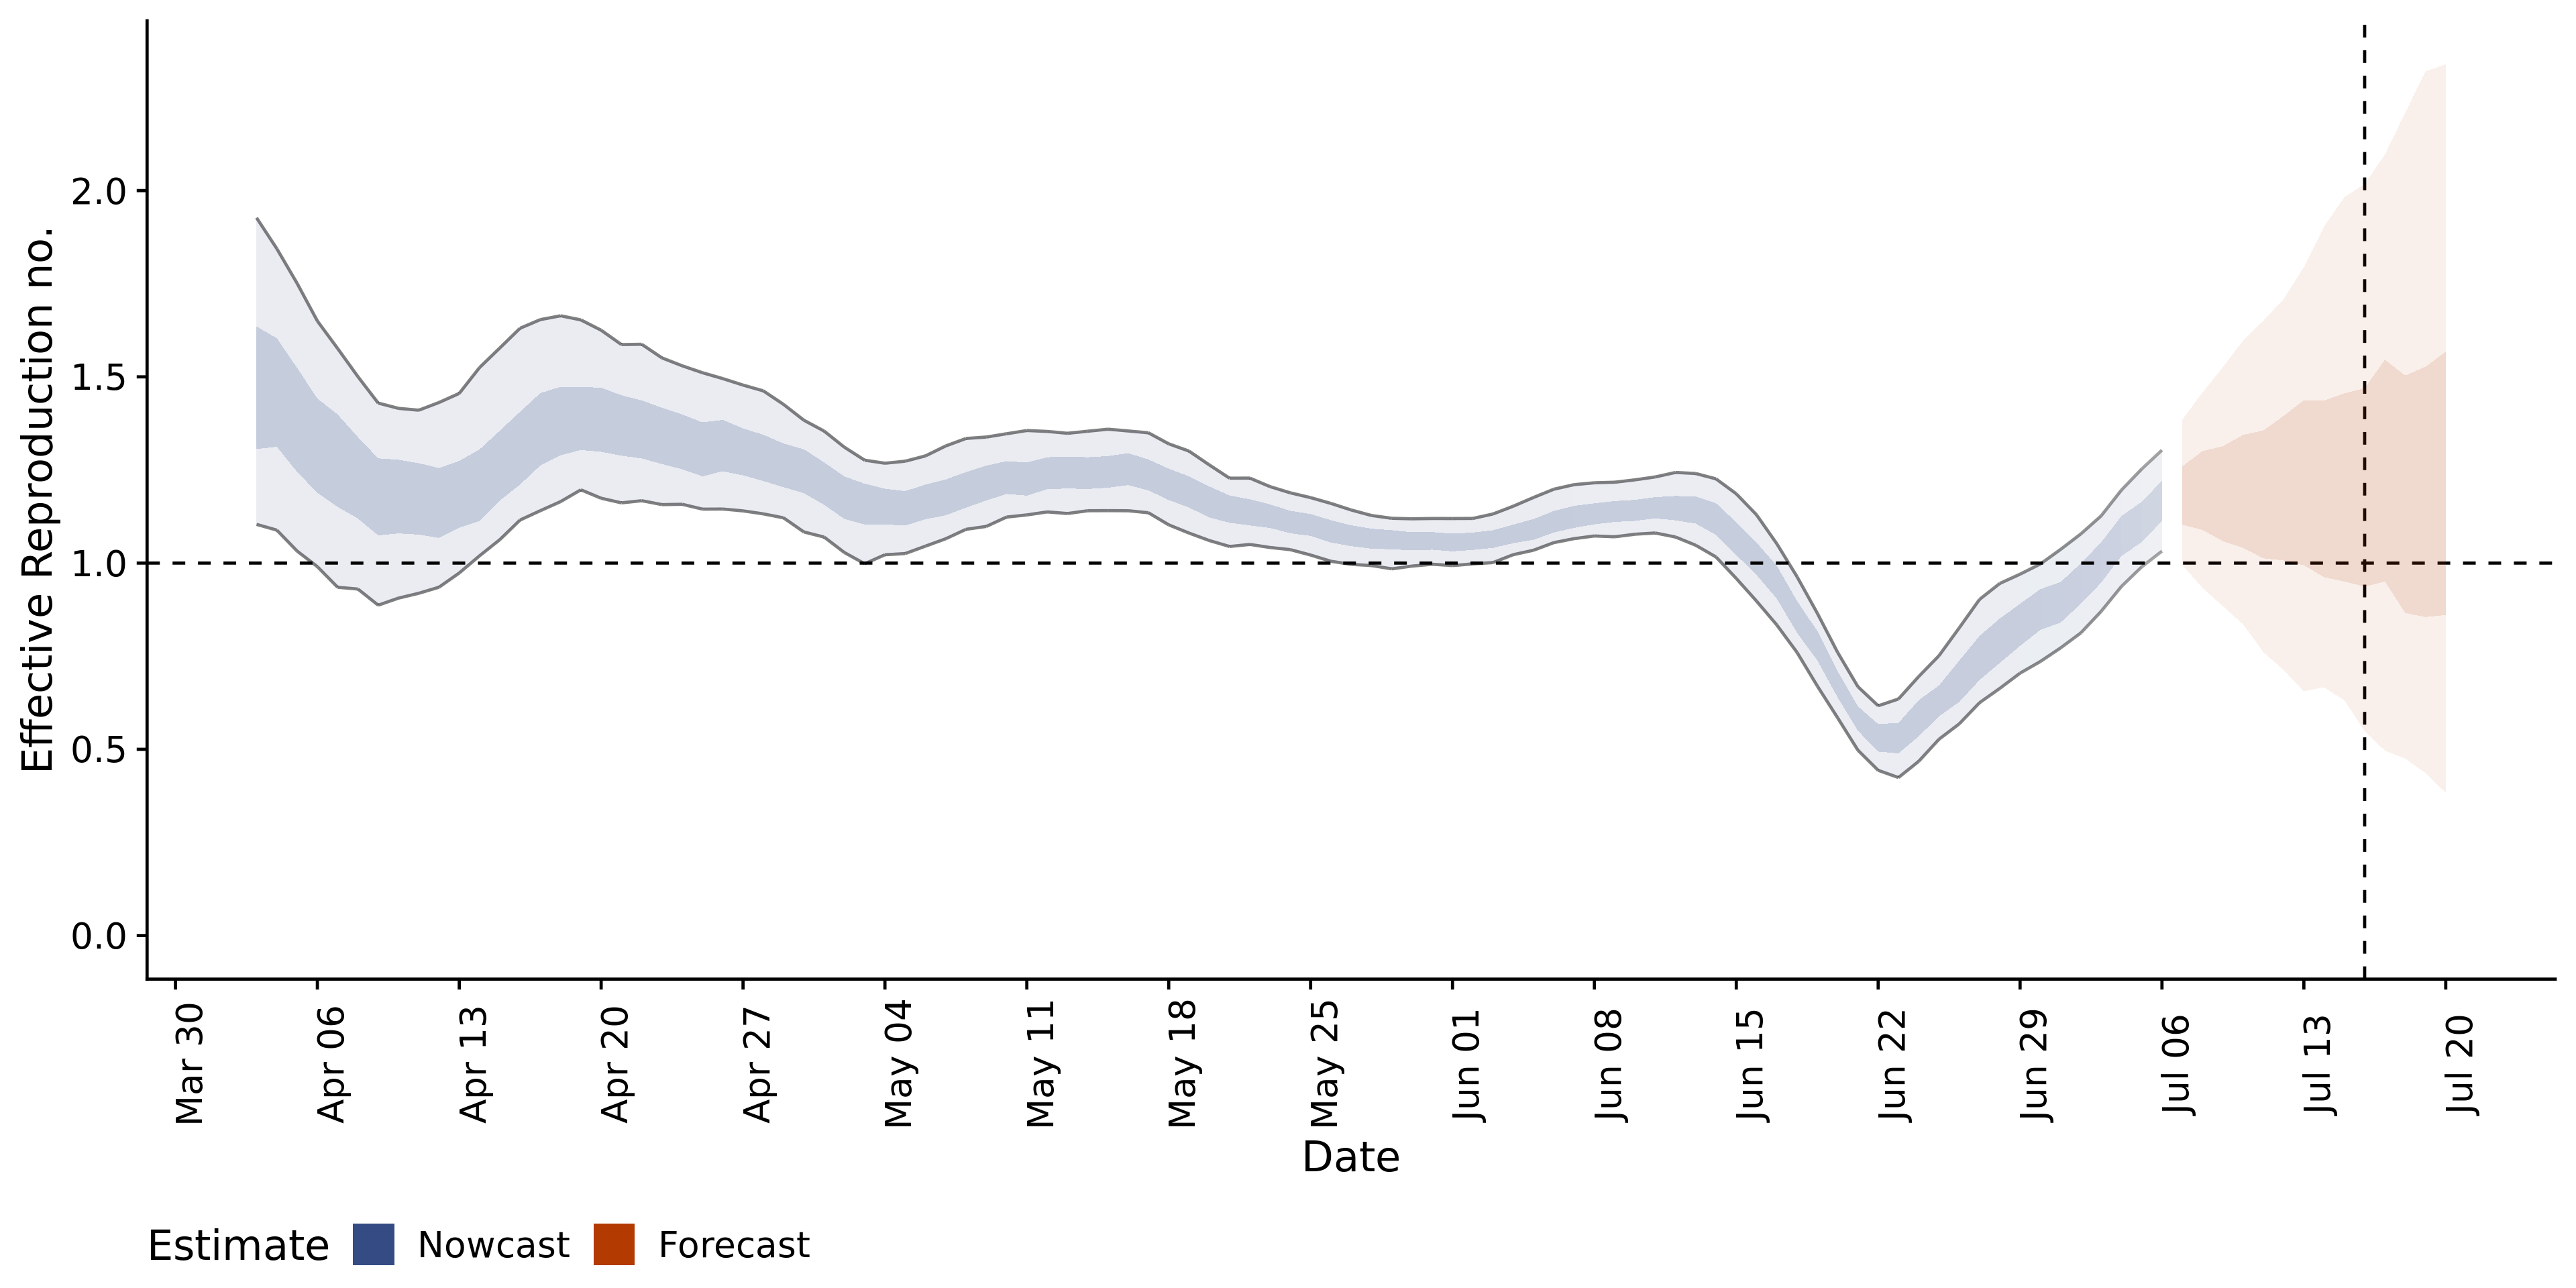 Effective Reproduction no.
2.0
1.5
1.0
0.5
0.0
Mar 30
Apr 06
Apr 13
Apr 20
Apr 27
May 04
May 11
May 18
May 25
Jun 01
Jun 08
Jun 15
Jun 22
Jun 29
Jul 06
Jul 13
Jul 20
Date
Estimate Nowcast Forecast